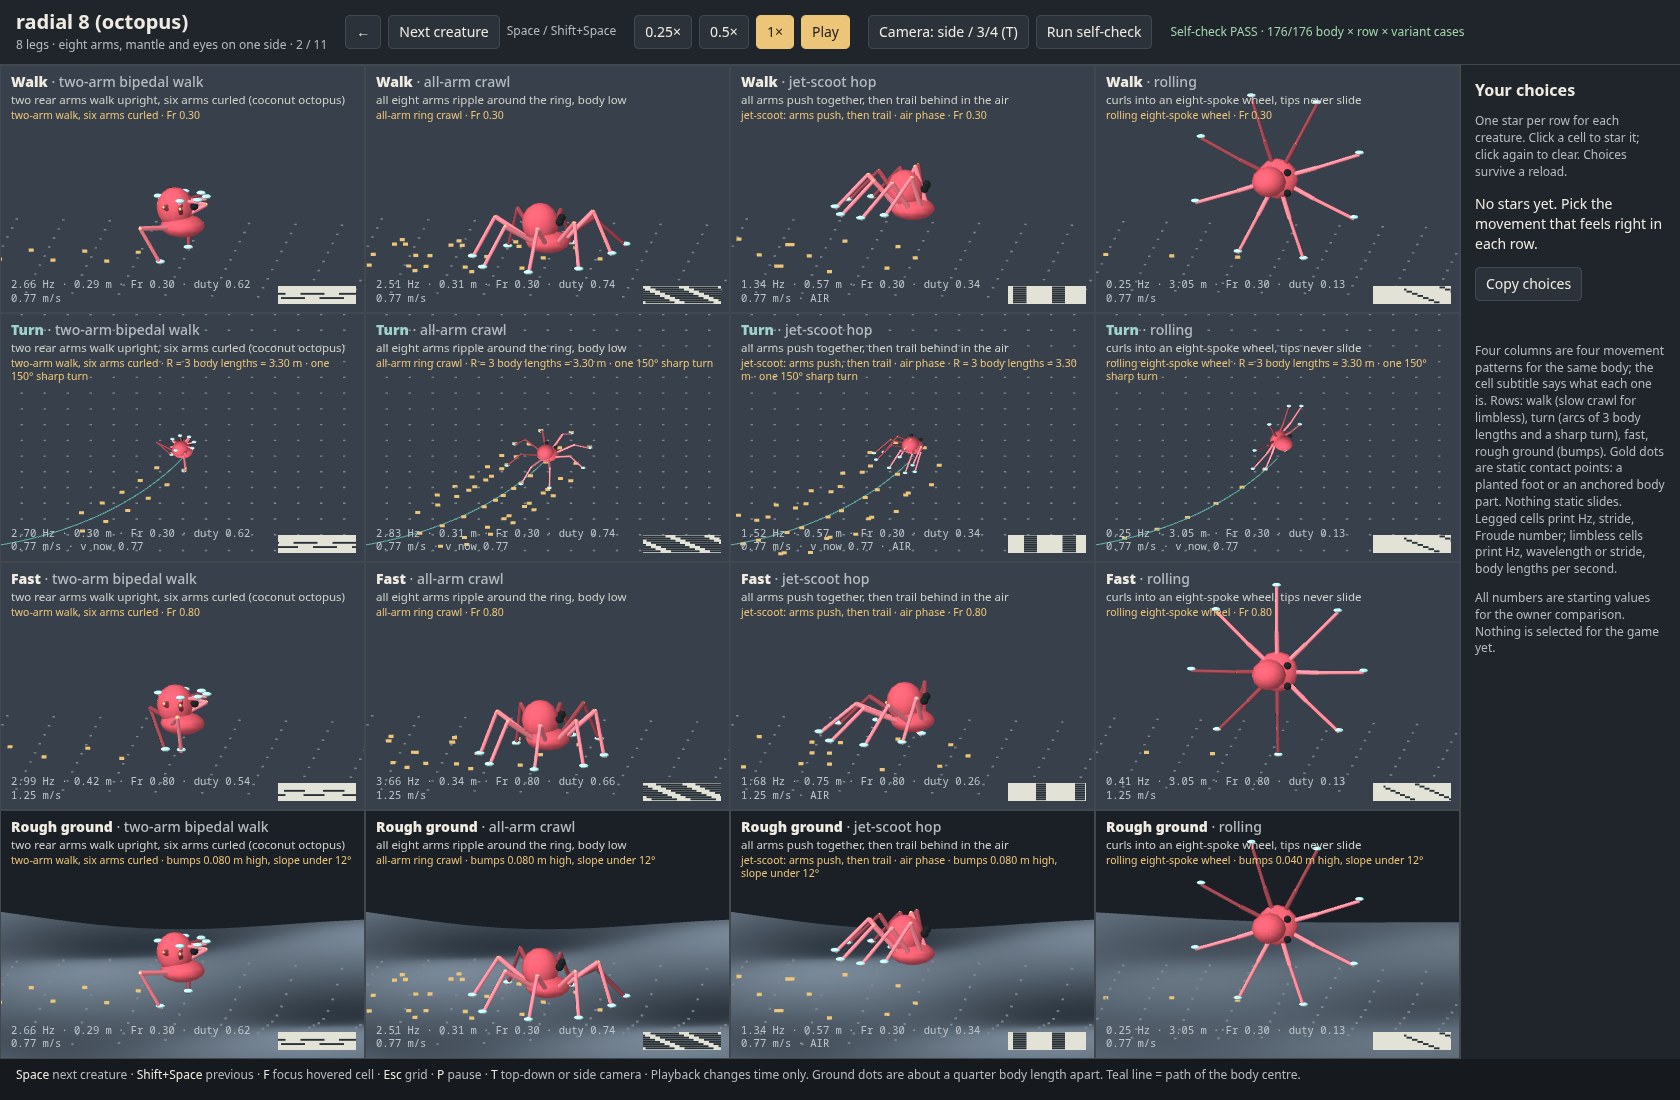 radial 8 (octopus)
8 legs · eight arms, mantle and eyes on one side · 2 / 11
←
Next creature
Space / Shift+Space
0.25×
0.5×
1×
Play
Camera: side / 3/4 (T)
Run self-check
Self-check PASS · 176/176 body × row × variant cases
Walk · two-arm bipedal walk
two rear arms walk upright, six arms curled (coconut octopus)
two-arm walk, six arms curled · Fr 0.30
2.66 Hz · 0.29 m · Fr 0.30 · duty 0.62
0.77 m/s
Walk · all-arm crawl
all eight arms ripple around the ring, body low
all-arm ring crawl · Fr 0.30
2.51 Hz · 0.31 m · Fr 0.30 · duty 0.74
0.77 m/s
Walk · jet-scoot hop
all arms push together, then trail behind in the air
jet-scoot: arms push, then trail · air phase · Fr 0.30
1.34 Hz · 0.57 m · Fr 0.30 · duty 0.34
0.77 m/s · AIR
Walk · rolling
curls into an eight-spoke wheel, tips never slide
rolling eight-spoke wheel · Fr 0.30
0.25 Hz · 3.05 m · Fr 0.30 · duty 0.13
0.77 m/s
Turn · two-arm bipedal walk
two rear arms walk upright, six arms curled (coconut octopus)
two-arm walk, six arms curled · R = 3 body lengths = 3.30 m · one
150° sharp turn
2.70 Hz · 0.30 m · Fr 0.30 · duty 0.62
0.77 m/s · v now 0.77
Turn · all-arm crawl
all eight arms ripple around the ring, body low
all-arm ring crawl · R = 3 body lengths = 3.30 m · one 150° sharp turn
2.83 Hz · 0.31 m · Fr 0.30 · duty 0.74
0.77 m/s · v now 0.77
Turn · jet-scoot hop
all arms push together, then trail behind in the air
jet-scoot: arms push, then trail · air phase · R = 3 body lengths = 3.30
m · one 150° sharp turn
1.52 Hz · 0.57 m · Fr 0.30 · duty 0.34
0.77 m/s · v now 0.77 · AIR
Turn · rolling
curls into an eight-spoke wheel, tips never slide
rolling eight-spoke wheel · R = 3 body lengths = 3.30 m · one 150°
sharp turn
0.25 Hz · 3.05 m · Fr 0.30 · duty 0.13
0.77 m/s · v now 0.77
Fast · two-arm bipedal walk
two rear arms walk upright, six arms curled (coconut octopus)
two-arm walk, six arms curled · Fr 0.80
2.99 Hz · 0.42 m · Fr 0.80 · duty 0.54
1.25 m/s
Fast · all-arm crawl
all eight arms ripple around the ring, body low
all-arm ring crawl · Fr 0.80
3.66 Hz · 0.34 m · Fr 0.80 · duty 0.66
1.25 m/s
Fast · jet-scoot hop
all arms push together, then trail behind in the air
jet-scoot: arms push, then trail · air phase · Fr 0.80
1.68 Hz · 0.75 m · Fr 0.80 · duty 0.26
1.25 m/s · AIR
Fast · rolling
curls into an eight-spoke wheel, tips never slide
rolling eight-spoke wheel · Fr 0.80
0.41 Hz · 3.05 m · Fr 0.80 · duty 0.13
1.25 m/s
Rough ground · two-arm bipedal walk
two rear arms walk upright, six arms curled (coconut octopus)
two-arm walk, six arms curled · bumps 0.080 m high, slope under 12°
2.66 Hz · 0.29 m · Fr 0.30 · duty 0.62
0.77 m/s
Rough ground · all-arm crawl
all eight arms ripple around the ring, body low
all-arm ring crawl · bumps 0.080 m high, slope under 12°
2.51 Hz · 0.31 m · Fr 0.30 · duty 0.74
0.77 m/s
Rough ground · jet-scoot hop
all arms push together, then trail behind in the air
jet-scoot: arms push, then trail · air phase · bumps 0.080 m high,
slope under 12°
1.34 Hz · 0.57 m · Fr 0.30 · duty 0.34
0.77 m/s · AIR
Rough ground · rolling
curls into an eight-spoke wheel, tips never slide
rolling eight-spoke wheel · bumps 0.040 m high, slope under 12°
0.25 Hz · 3.05 m · Fr 0.30 · duty 0.13
0.77 m/s
Your choices
One star per row for each
creature. Click a cell to star it;
click again to clear. Choices
survive a reload.
No stars yet. Pick the
movement that feels right in
each row.
Copy choices
Four columns are four movement
patterns for the same body; the
cell subtitle says what each one
is. Rows: walk (slow crawl for
limbless), turn (arcs of 3 body
lengths and a sharp turn), fast,
rough ground (bumps). Gold dots
are static contact points: a
planted foot or an anchored body
part. Nothing static slides.
Legged cells print Hz, stride,
Froude number; limbless cells
print Hz, wavelength or stride,
body lengths per second.
All numbers are starting values
for the owner comparison.
Nothing is selected for the game
yet.
Space next creature · Shift+Space previous · F focus hovered cell · Esc grid · P pause · T top-down or side camera · Playback changes time only. Ground dots are about a quarter body length apart. Teal line = path of the body centre.